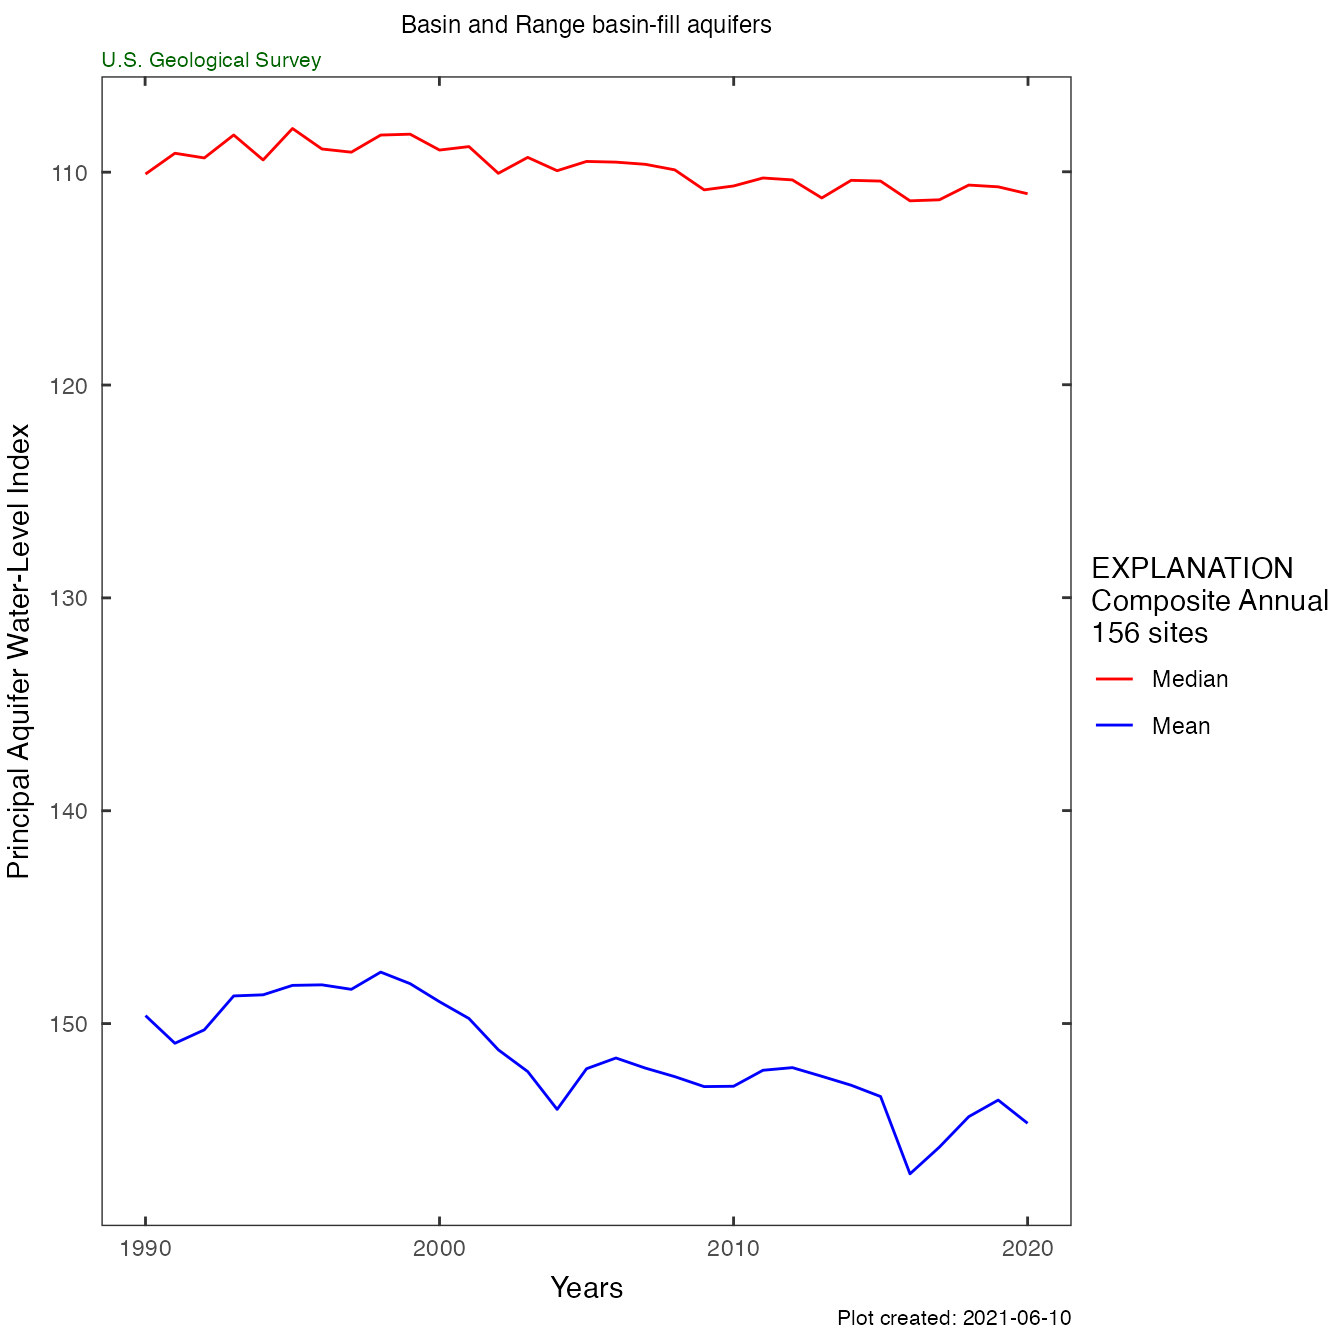 Basin and Range basin-fill aquifers
U.S. Geological Survey
Principal Aquifer Water-Level Index
110
120
130
140
150
1990
2000
2010
2020
Years
EXPLANATION
Composite Annual
156 sites
Median
Mean
Plot created: 2021-06-10